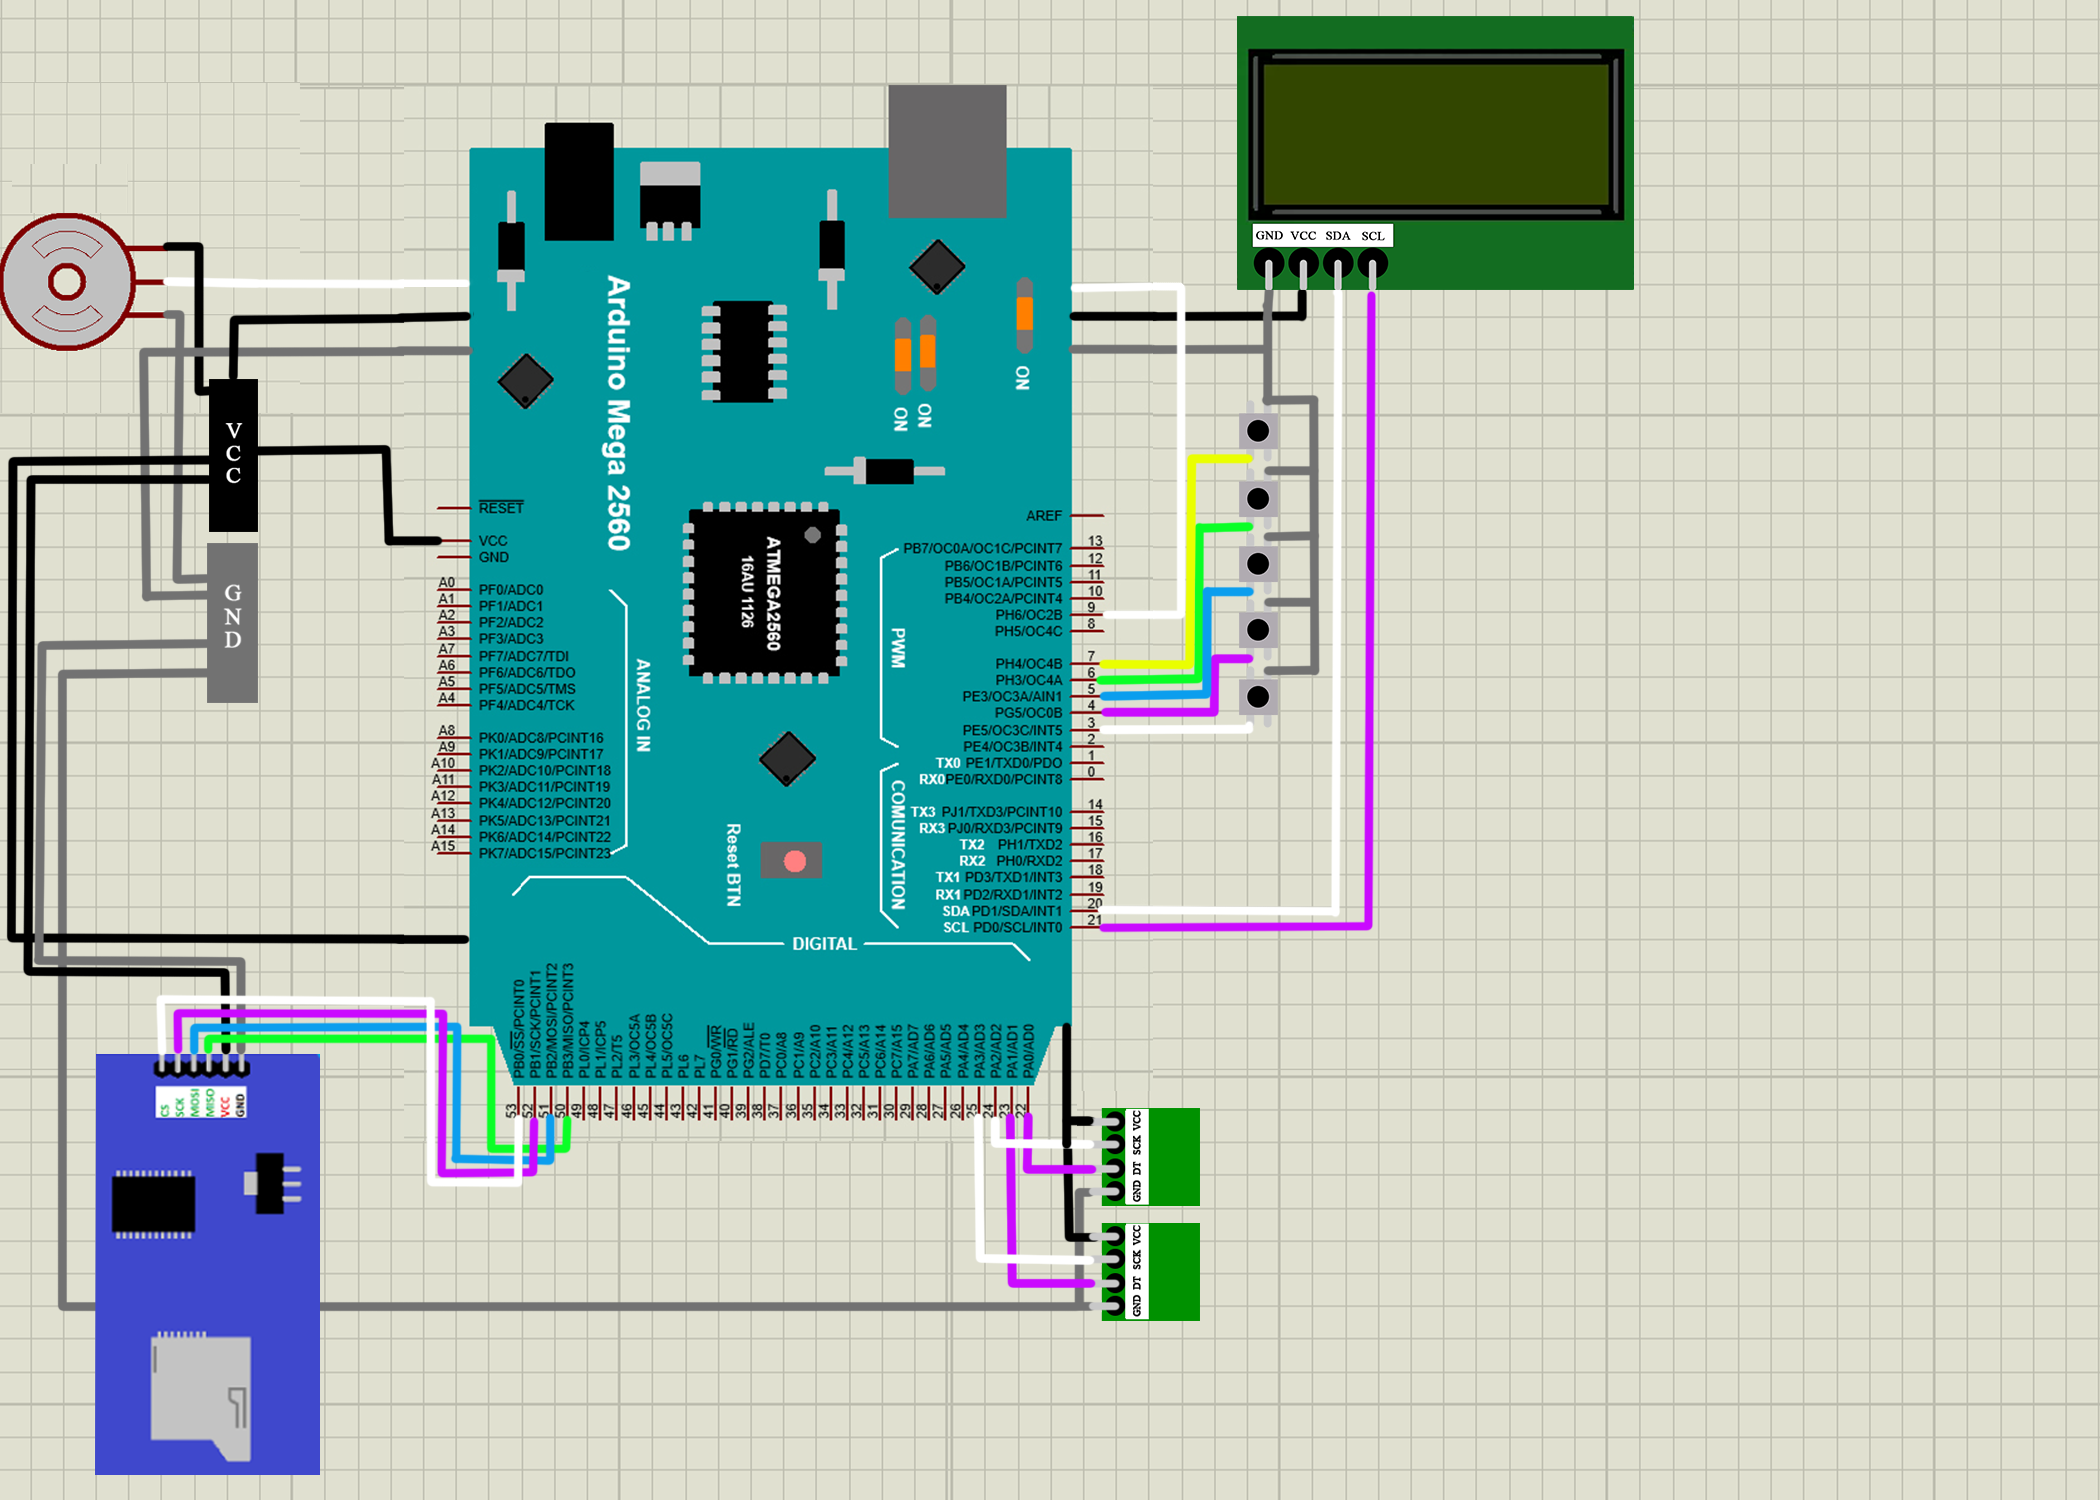 GND VCC SDA SCL
Arduino Mega 2560
ON
ON
ON
VCC
GND
RESET
VCC
GND
A0 PF0/ADC0
A1 PF1/ADC1
A2 PF2/ADC2
A3 PF3/ADC3
A7 PF7/ADC7/TDI
A6 PF6/ADC6/TDO
A5 PF5/ADC5/TMS
A4 PF4/ADC4/TCK
A8 PK0/ADC8/PCINT16
A9 PK1/ADC9/PCINT17
A10 PK2/ADC10/PCINT18
A11 PK3/ADC11/PCINT19
A12 PK4/ADC12/PCINT20
A13 PK5/ADC13/PCINT21
A14 PK6/ADC14/PCINT22
A15 PK7/ADC15/PCINT23
ANALOG IN
ATMEGA2560
16AU 1126
Reset BTN
AREF
PB7/OC0A/OC1C/PCINT7 13
PB6/OC1B/PCINT6 12
PB5/OC1A/PCINT5 11
PB4/OC2A/PCINT4 10
PH6/OC2B 9
PH5/OC4C 8
PWM
PH4/OC4B 7
PH3/OC4A 6
PE3/OC3A/AIN1 5
PG5/OC0B 4
PE5/OC3C/INT5 3
PE4/OC3B/INT4 2
TX0 PE1/TXD0/PDO 1
RX0 PE0/RXD0/PCINT8 0
COMUNICATION
TX3 PJ1/TXD3/PCINT10 14
RX3 PJ0/RXD3/PCINT9 15
TX2 PH1/TXD2 16
RX2 PH0/RXD2 17
TX1 PD3/TXD1/INT3 18
RX1 PD2/RXD1/INT2 19
SDA PD1/SDA/INT1 20
SCL PD0/SCL/INT0 21
DIGITAL
PB0/SS/PCINT0 53
PB1/SCK/PCINT1 52
PB2/MOSI/PCINT2 51
PB3/MISO/PCINT3 50
PL0/ICP4 49
PL1/ICP5 48
PL2/T5 47
PL3/OC5A 46
PL4/OC5B 45
PL5/OC5C 44
PL6 43
PL7 42
PG0/WR 41
PG1/RD 40
PG2/ALE 39
PD7/T0 38
PC0/A8 37
PC1/A9 36
PC2/A10 35
PC3/A11 34
PC4/A12 33
PC5/A13 32
PC6/A14 31
PC7/A15 30
PA7/AD7 29
PA6/AD6 28
PA5/AD5 27
PA4/AD4 26
PA3/AD3 25
PA2/AD2 24
PA1/AD1 23
PA0/AD0 22
CS
SCK
MOSI
MISO
VCC
GND
GND DT SCK VCC
GND DT SCK VCC